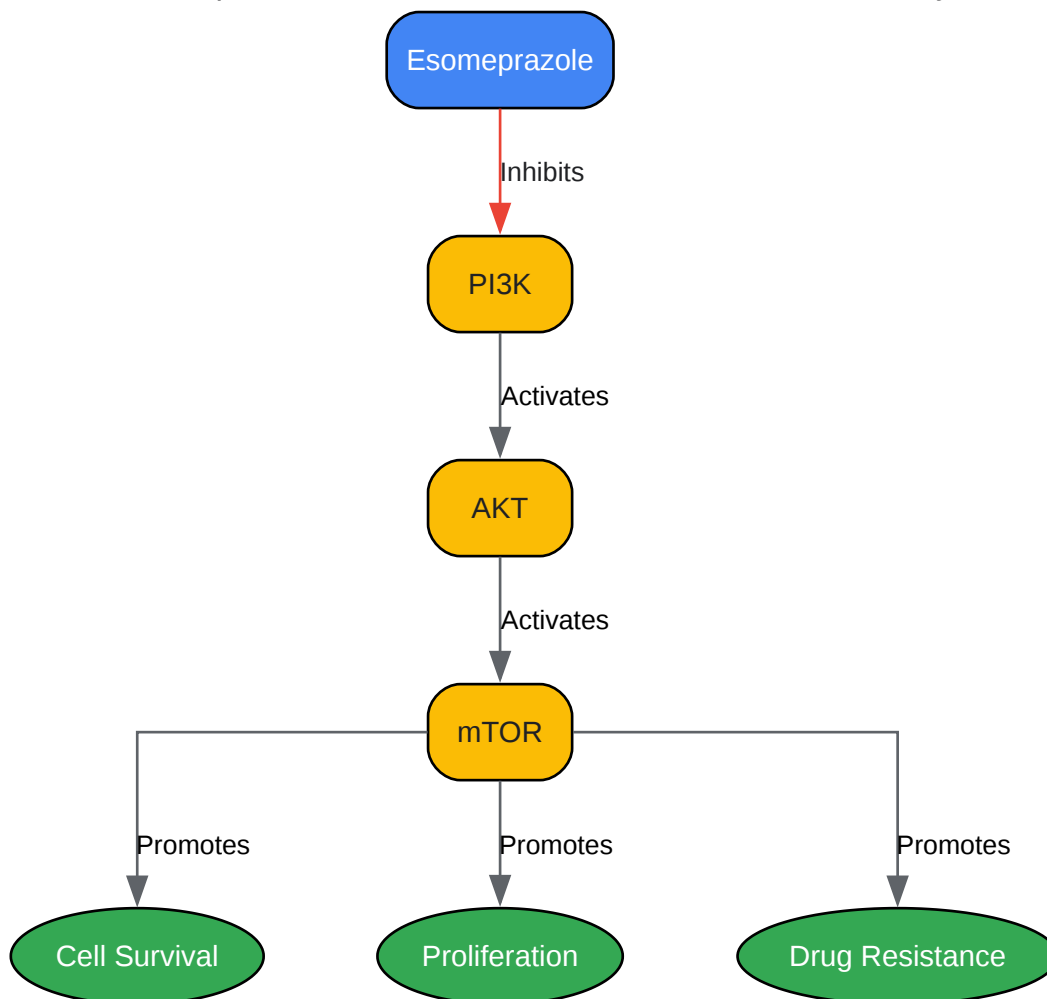 Esomeprazole
Inhibits
PI3K
Activates
AKT
Activates
mTOR
Promotes
Promotes
Promotes
Cell Survival
Proliferation
Drug Resistance